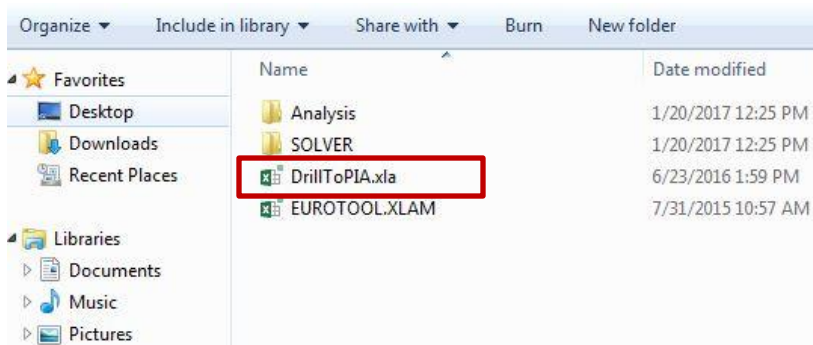 Organize Include in library Share with Burn New folder
Name Date modified
Favorites
Desktop
Downloads
Recent Places
Libraries
Documents
Music
Pictures
Analysis 1/20/2017 12:25 PM
SOLVER 1/20/2017 12:25 PM
DrillToPIA.xla 6/23/2016 1:59 PM
EUROTOOL.XLAM 7/31/2015 10:57 AM